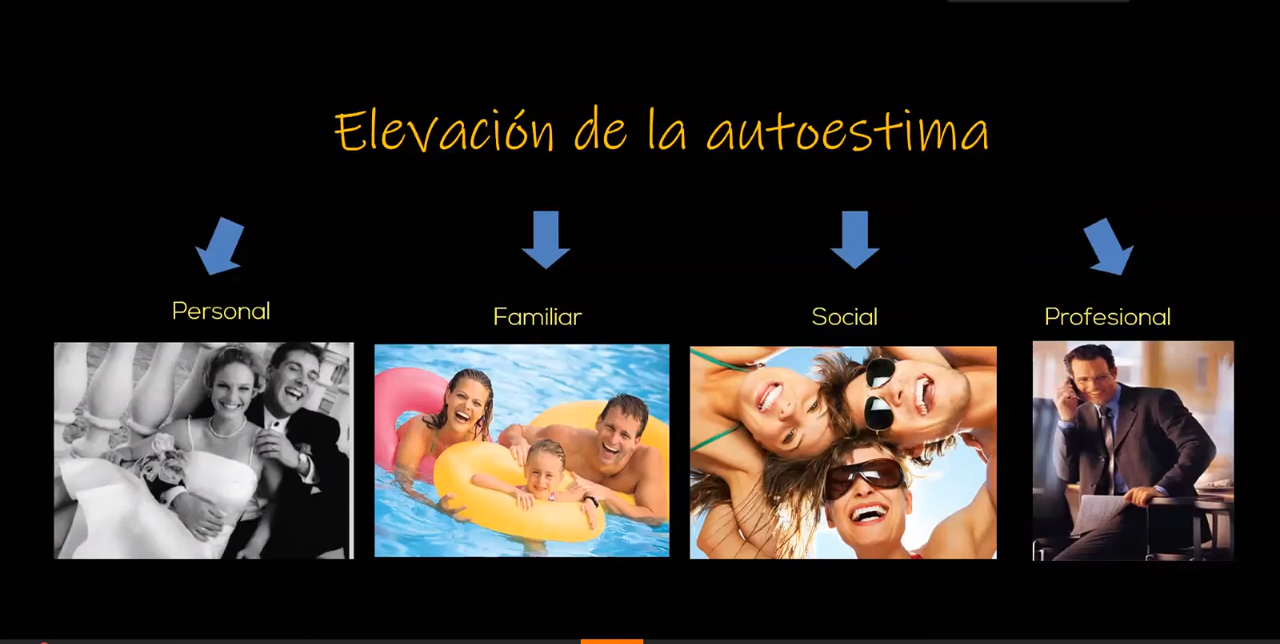 Elevación de la autoestima
Personal
Familiar
Social
Profesional